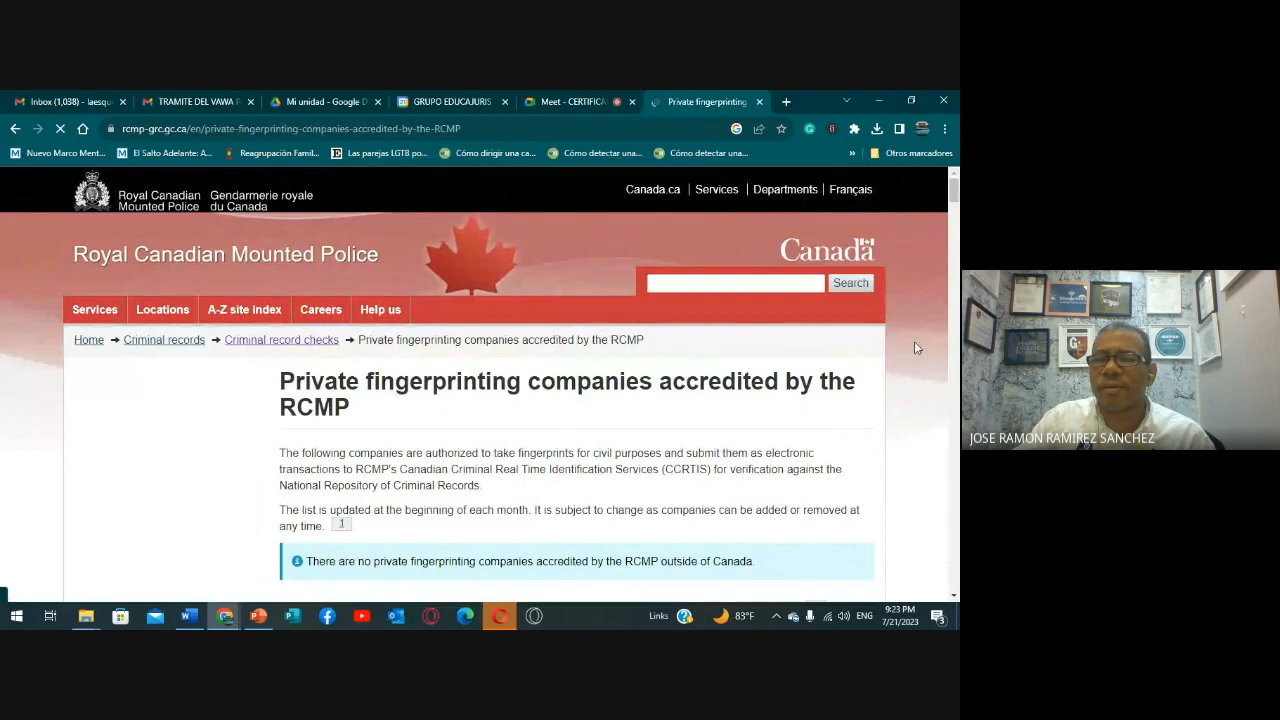 Inbox (1,038) - laesqu
TRAMITE DEL VAWA P
Mi unidad - Google D
GRUPO EDUCAJURIS
Meet - CERTIFICA
Private fingerprinting
rcmp-grc.gc.ca/en/private-fingerprinting-companies-accredited-by-the-RCMP
Nuevo Marco Ment...
El Salto Adelante: A...
Reagrupación Famil...
Las parejas LGTB po...
Cómo dirigir una ca...
Cómo detectar una...
Cómo detectar una...
Otros marcadores
Royal Canadian Mounted Police
Gendarmerie royale du Canada
Canada.ca | Services | Departments | Français
Royal Canadian Mounted Police
Canada
Search
Services
Locations
A-Z site index
Careers
Help us
Home → Criminal records → Criminal record checks → Private fingerprinting companies accredited by the RCMP
Private fingerprinting companies accredited by the
RCMP
The following companies are authorized to take fingerprints for civil purposes and submit them as electronic
transactions to RCMP's Canadian Criminal Real Time Identification Services (CCRTIS) for verification against the
National Repository of Criminal Records.
The list is updated at the beginning of each month. It is subject to change as companies can be added or removed at
any time. 1
There are no private fingerprinting companies accredited by the RCMP outside of Canada.
JOSE RAMON RAMIREZ SANCHEZ
Links
83°F
ENG
9:23 PM
7/21/2023
3